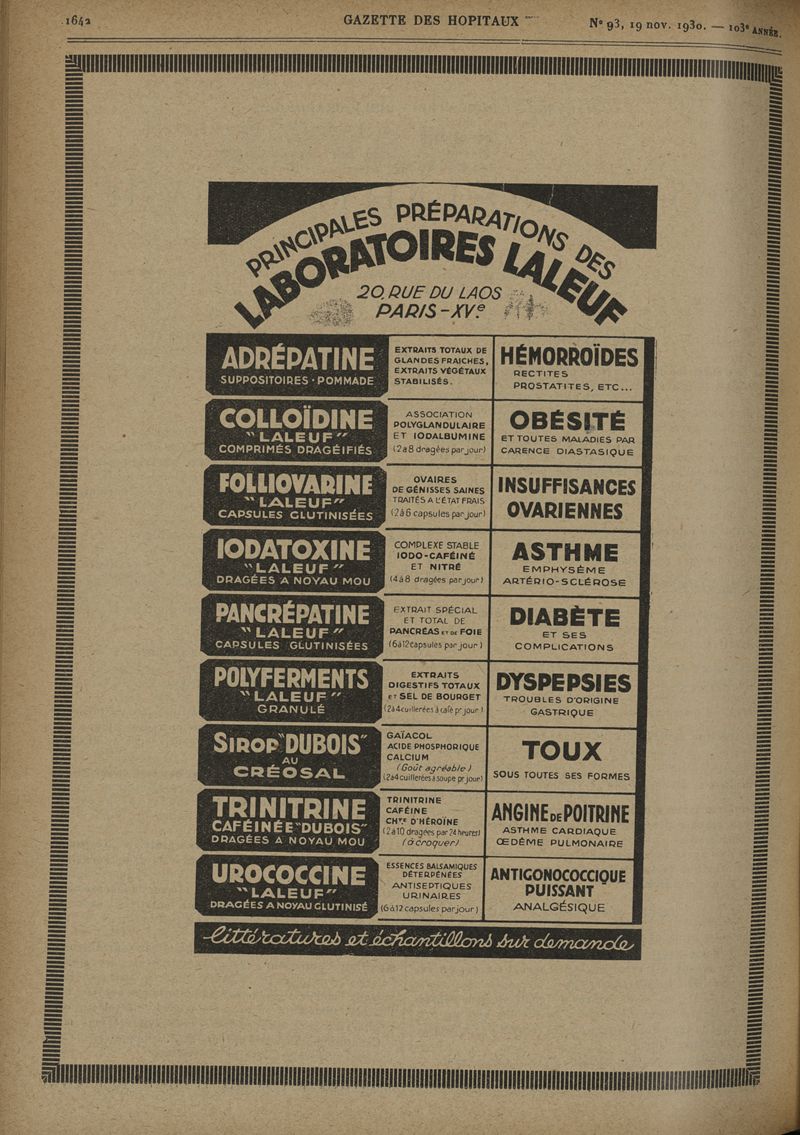 1642
GAZETTE DES HOPITAUX
Nº 93, 19 nov. 1930. — 103e ANNÉE.
PRINCIPALES PRÉPARATIONS DES
LABORATOIRES LALEUF
20, RUE DU LAOS
PARIS-XVe
ADRÉPATINE
SUPPOSITOIRES · POMMADE
EXTRAITS TOTAUX DE
GLANDES FRAICHES,
EXTRAITS VÉGÉTAUX
STABILISÉS.
HÉMORROÏDES
RECTITES
PROSTATITES, ETC...
COLLOÏDINE
"LALEUF"
COMPRIMÉS DRAGÉIFIÉS
ASSOCIATION
POLYGLANDULAIRE
ET IODALBUMINE
(2 a 8 dragées par jour)
OBÉSITÉ
ET TOUTES MALADIES PAR
CARENCE DIASTASIQUE
FOLLIOVARINE
"LALEUF"
CAPSULES GLUTINISÉES
OVAIRES
DE GÉNISSES SAINES
TRAITÉS A L'ÉTAT FRAIS
(2 à 6 capsules par jour)
INSUFFISANCES
OVARIENNES
IODATOXINE
"LALEUF"
DRAGÉES A NOYAU MOU
COMPLEXE STABLE
IODO-CAFÉINÉ
ET NITRÉ
(4 à 8 dragées par jour)
ASTHME
EMPHYSÈME
ARTÉRIO-SCLÉROSE
PANCRÉPATINE
"LALEUF"
CAPSULES GLUTINISÉES
EXTRAIT SPÉCIAL
ET TOTAL DE
PANCRÉAS ET DE FOIE
(6 à 12 capsules par jour)
DIABÈTE
ET SES
COMPLICATIONS
POLYFERMENTS
"LALEUF"
GRANULÉ
EXTRAITS
DIGESTIFS TOTAUX
ET SEL DE BOURGET
(2 à 4 cuillerées à café pr jour)
DYSPEPSIES
TROUBLES D'ORIGINE
GASTRIQUE
SIROP "DUBOIS"
AU
CRÉOSAL
GAÏACOL
ACIDE PHOSPHORIQUE
CALCIUM
(Goût agréable)
(2 à 4 cuillerées à soupe pr jour)
TOUX
SOUS TOUTES SES FORMES
TRINITRINE
CAFÉINÉE "DUBOIS"
DRAGÉES A NOYAU MOU
TRINITRINE
CAFÉINE
CHTE D'HÉROÏNE
(2 à 10 dragées par 24 heures)
(à croquer)
ANGINE DE POITRINE
ASTHME CARDIAQUE
ŒDÈME PULMONAIRE
UROCOCCINE
"LALEUF"
DRAGÉES A NOYAU GLUTINISÉ
ESSENCES BALSAMIQUES
DÉTERPÉNÉES
ANTISEPTIQUES
URINAIRES
(6 à 12 capsules par jour)
ANTIGONOCOCCIQUE
PUISSANT
ANALGÉSIQUE
Littératures et échantillons sur demande